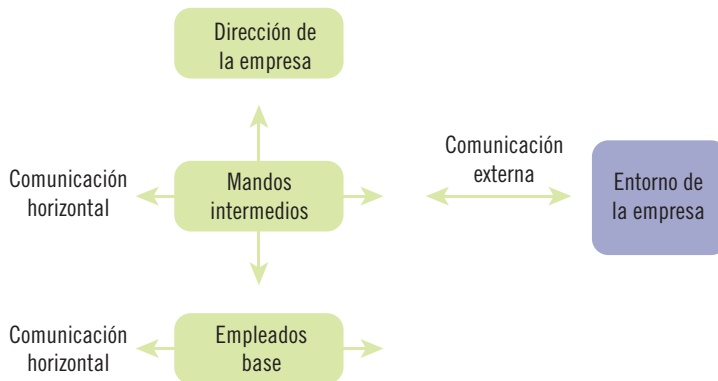 Dirección de
la empresa
Comunicación
externa
Comunicación
horizontal
Mandos
intermedios
Entorno de
la empresa
Comunicación
horizontal
Empleados
base